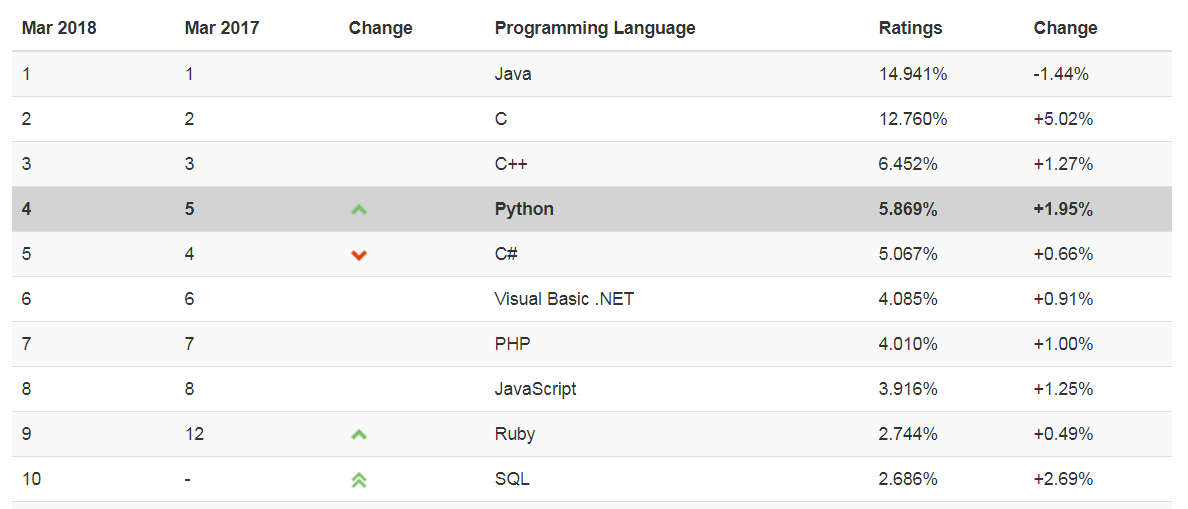 Mar 2018 Mar 2017 Change Programming Language Ratings Change
1 1 Java 14.941% -1.44%
2 2 C 12.760% +5.02%
3 3 C++ 6.452% +1.27%
4 5 Python 5.869% +1.95%
5 4 C# 5.067% +0.66%
6 6 Visual Basic .NET 4.085% +0.91%
7 7 PHP 4.010% +1.00%
8 8 JavaScript 3.916% +1.25%
9 12 Ruby 2.744% +0.49%
10 - SQL 2.686% +2.69%